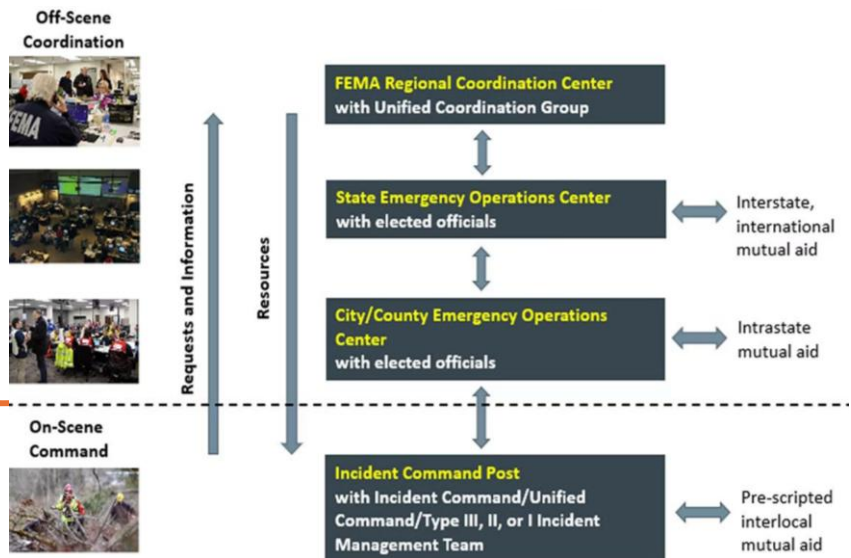 Off-Scene
Coordination
FEMA
Requests and Information
Resources
FEMA Regional Coordination Center
with Unified Coordination Group
State Emergency Operations Center
with elected officials
Interstate,
international
mutual aid
City/County Emergency Operations
Center
with elected officials
Intrastate
mutual aid
On-Scene
Command
Incident Command Post
with Incident Command/Unified
Command/Type III, II, or I Incident
Management Team
Pre-scripted
interlocal
mutual aid